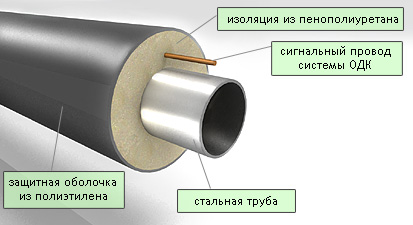 изоляция из пенополиуретана
сигнальный провод
системы ОДК
защитная оболочка
из полиэтилена
стальная труба